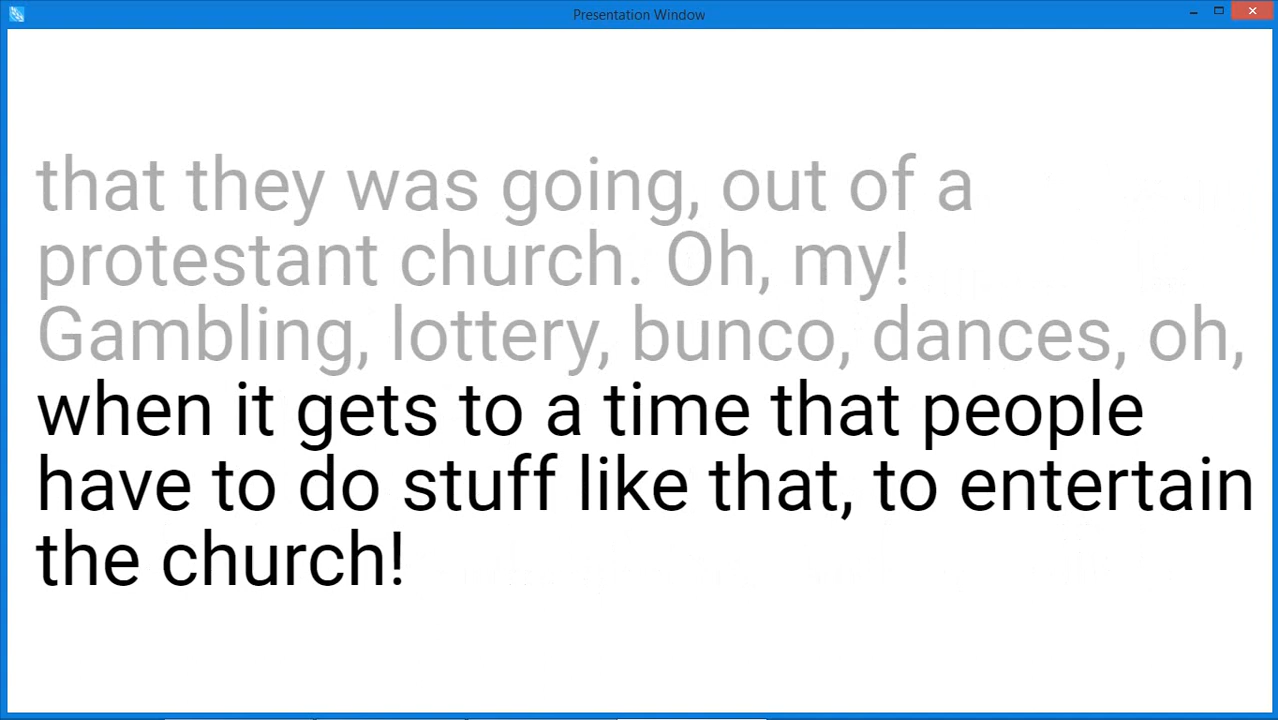 Presentation Window
that they was going, out of a
protestant church. Oh, my!
Gambling, lottery, bunco, dances, oh,
when it gets to a time that people
have to do stuff like that, to entertain
the church!